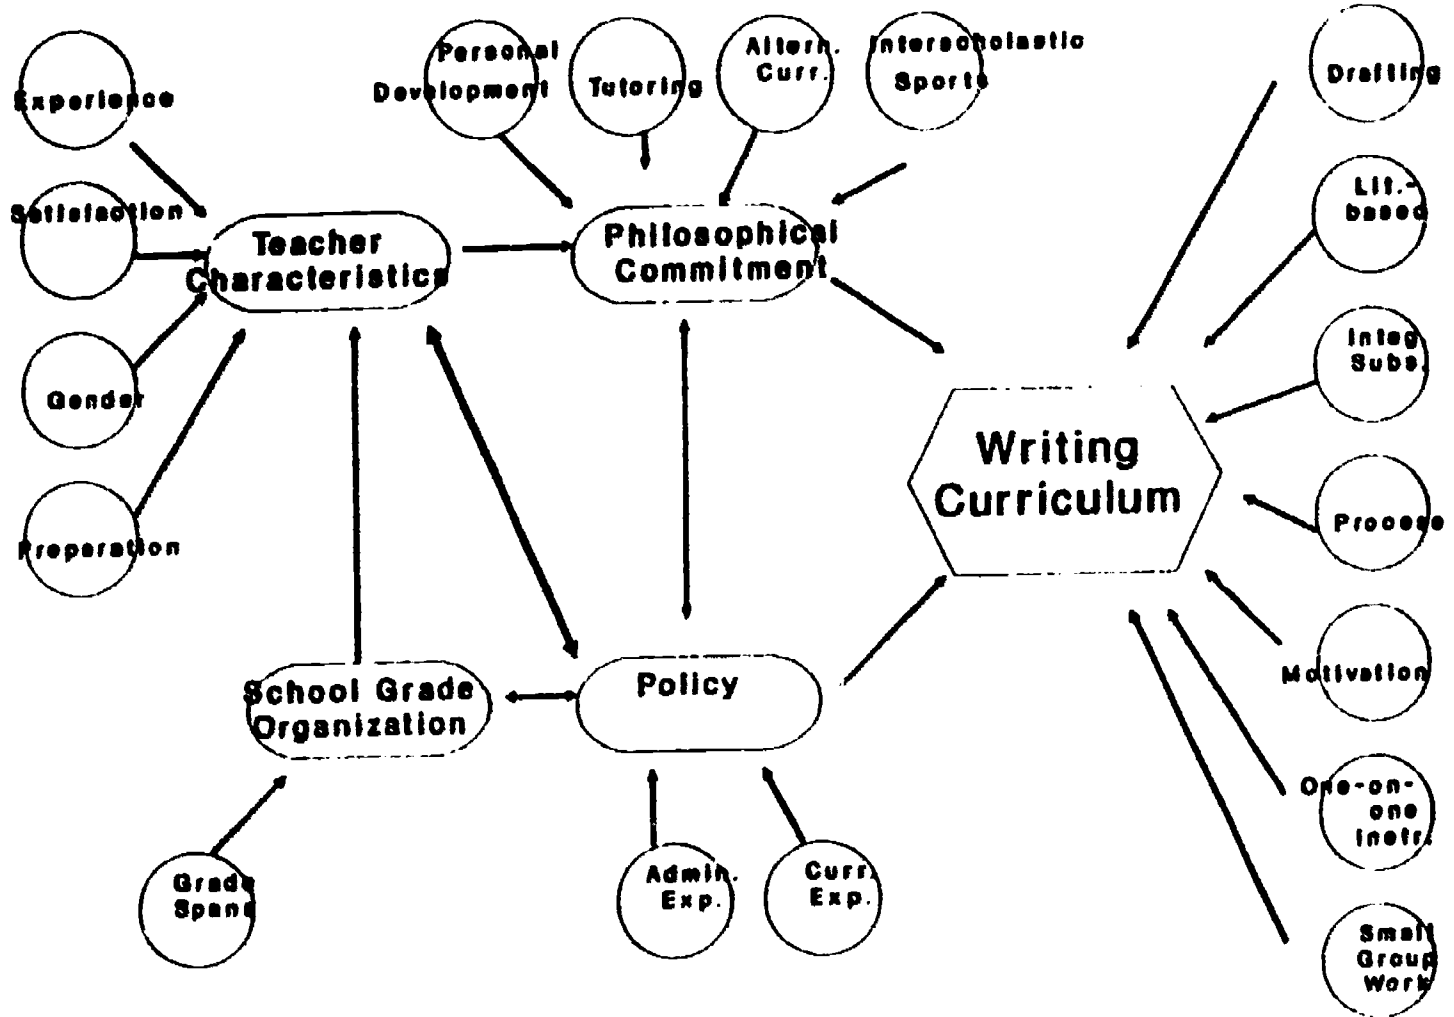 Experience
Satisfaction
Gender
Preparation
Personal
Development
Tutoring
Altern.
Curr.
Interscholastic
Sports
Teacher
Characteristics
Philosophical
Commitment
Writing
Curriculum
School Grade
Organization
Policy
Grade
Spans
Admin.
Exp.
Curr.
Exp.
Drafting
Lit.-
based
Integ.
Subs.
Process
Motivation
One-on-
one
Instr.
Small
Group
Work